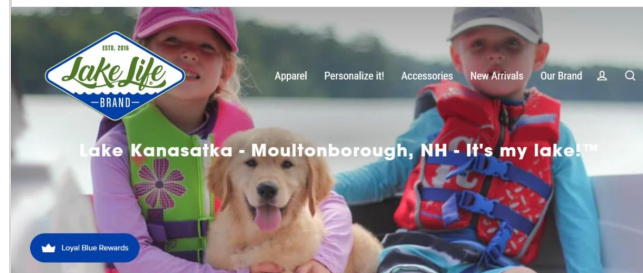 ESTD. 2016
Lake Life
BRAND
Apparel Personalize it! Accessories New Arrivals Our Brand
Lake Kanasatka - Moultonborough, NH - It's my lake!™
Loyal Blue Rewards